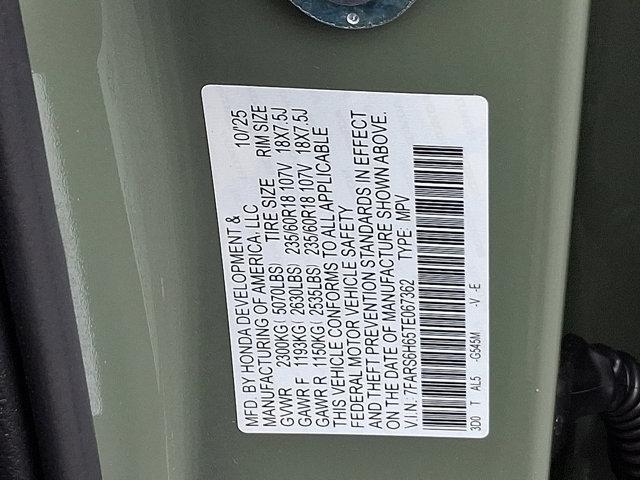 MFD. BY HONDA DEVELOPMENT & 10/'25
MANUFACTURING OF AMERICA, LLC
GVWR 2300KG( 5070LBS) TIRE SIZE RIM SIZE
GAWR F 1193KG( 2630LBS) 235/60R18 107V 18X7.5J
GAWR R 1150KG( 2535LBS) 235/60R18 107V 18X7.5J
THIS VEHICLE CONFORMS TO ALL APPLICABLE
FEDERAL MOTOR VEHICLE SAFETY
AND THEFT PREVENTION STANDARDS IN EFFECT
ON THE DATE OF MANUFACTURE SHOWN ABOVE.
V.I.N.: 7FARS6H65TE067362 TYPE: MPV
3D0 T AL5 -G545M -V -E